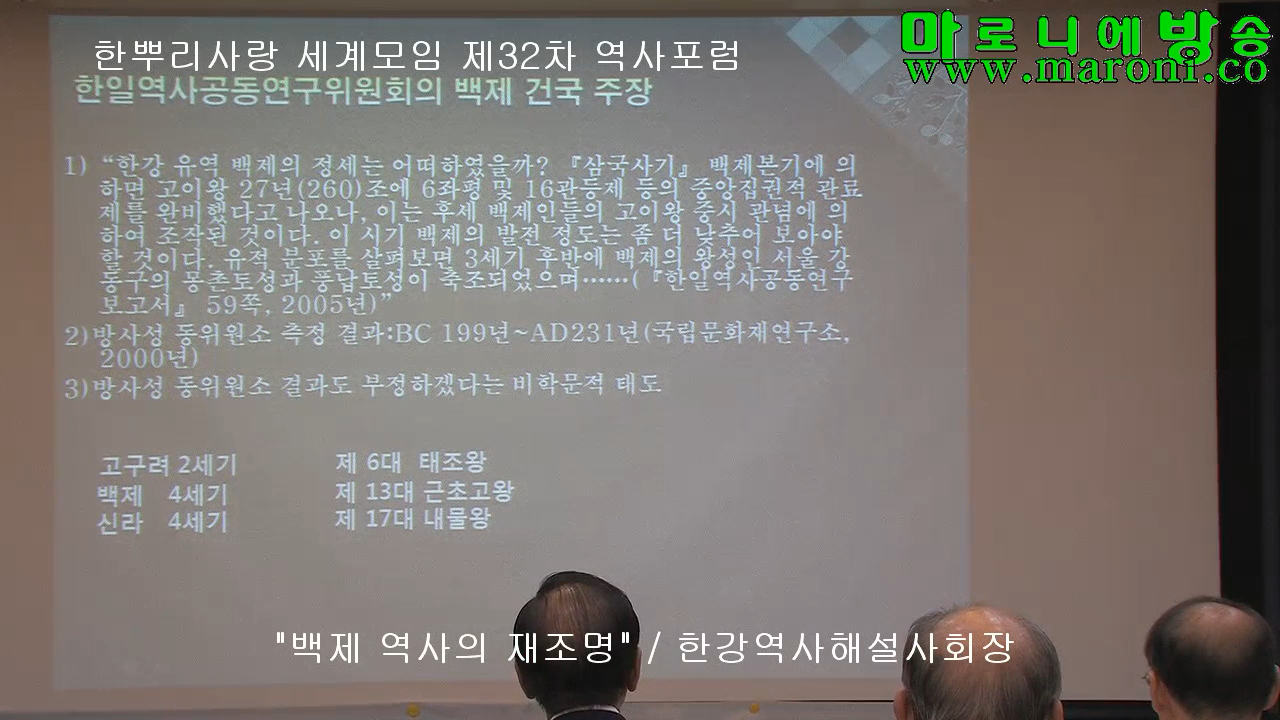 마로니에방송
www.maroni.co
한뿌리사랑 세계모임 제32차 역사포럼
한일역사공동연구위원회의 백제 건국 주장
1) “한강 유역 백제의 정세는 어떠하였을까? 『삼국사기』 백제본기에 의
하면 고이왕 27년(260)조에 6좌평 및 16관등제 등의 중앙집권적 관료
제를 완비했다고 나오나, 이는 후세 백제인들의 고이왕 중시 관념에 의
하여 조작된 것이다. 이 시기 백제의 발전 정도는 좀 더 낮추어 보아야
할 것이다. 유적 분포를 살펴보면 3세기 후반에 백제의 왕성인 서울 강
동구의 몽촌토성과 풍납토성이 축조되었으며……(『한일역사공동연구
보고서』 59쪽, 2005년)”
2)방사성 동위원소 측정 결과:BC 199년~AD231년(국립문화재연구소,
2000년)
3)방사성 동위원소 결과도 부정하겠다는 비학문적 태도
고구려 2세기 제 6대 태조왕
백제 4세기 제 13대 근초고왕
신라 4세기 제 17대 내물왕
"백제 역사의 재조명" / 한강역사해설사회장